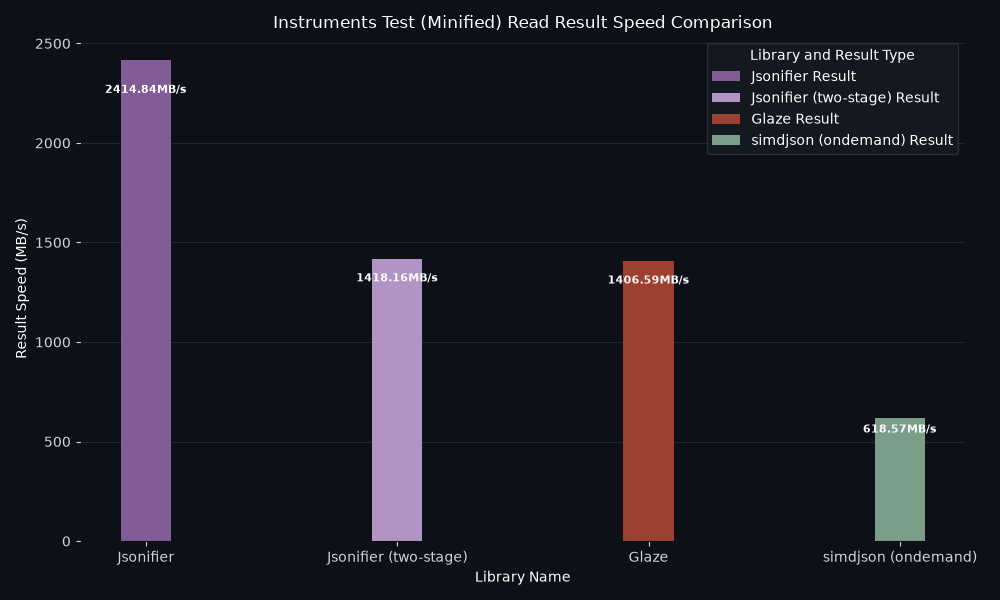 Instruments Test (Minified) Read Result Speed Comparison
Library and Result Type
Jsonifier Result
Jsonifier (two-stage) Result
Glaze Result
simdjson (ondemand) Result
Result Speed (MB/s)
2500
2000
1500
1000
500
0
2414.84MB/s
1418.16MB/s
1406.59MB/s
618.57MB/s
Jsonifier
Jsonifier (two-stage)
Glaze
simdjson (ondemand)
Library Name